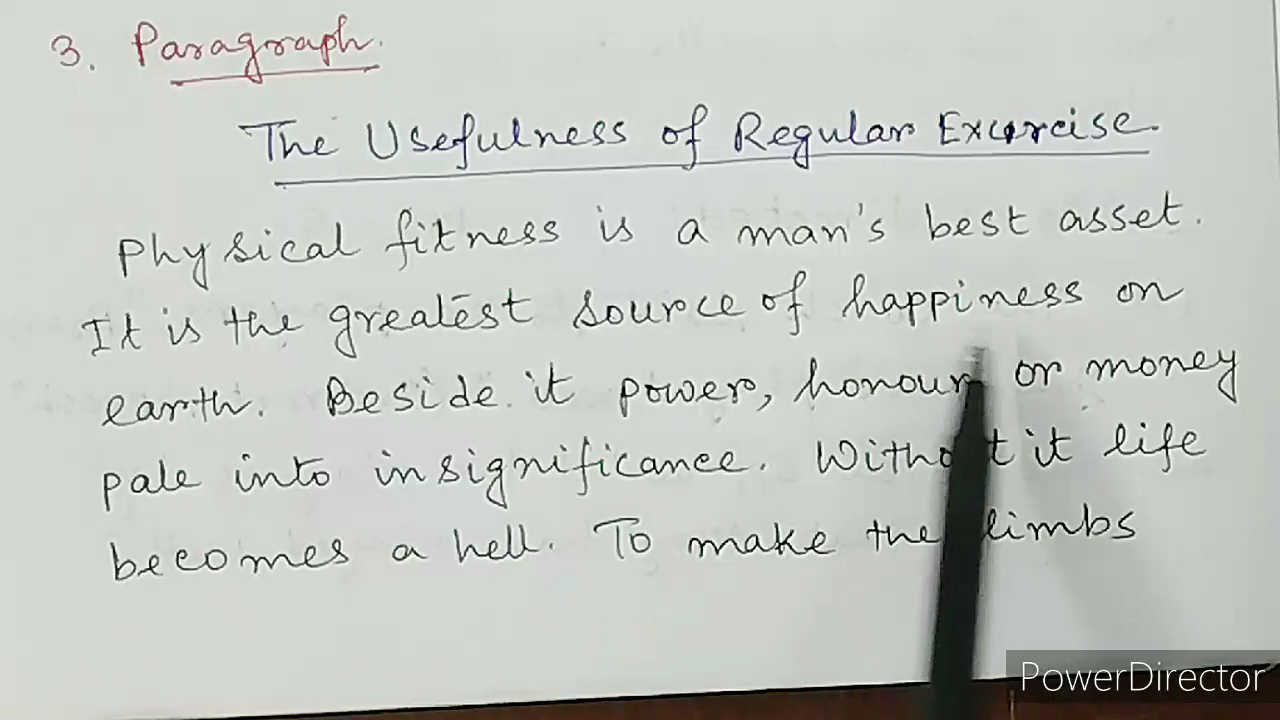 3. Paragraph.
The Usefulness of Regular Excercise.
Physical fitness is a man's best asset.
It is the greatest source of happiness on
earth. Beside it power, honour or money
pale into insignificance. Without it life
becomes a hell. To make the limbs
PowerDirector